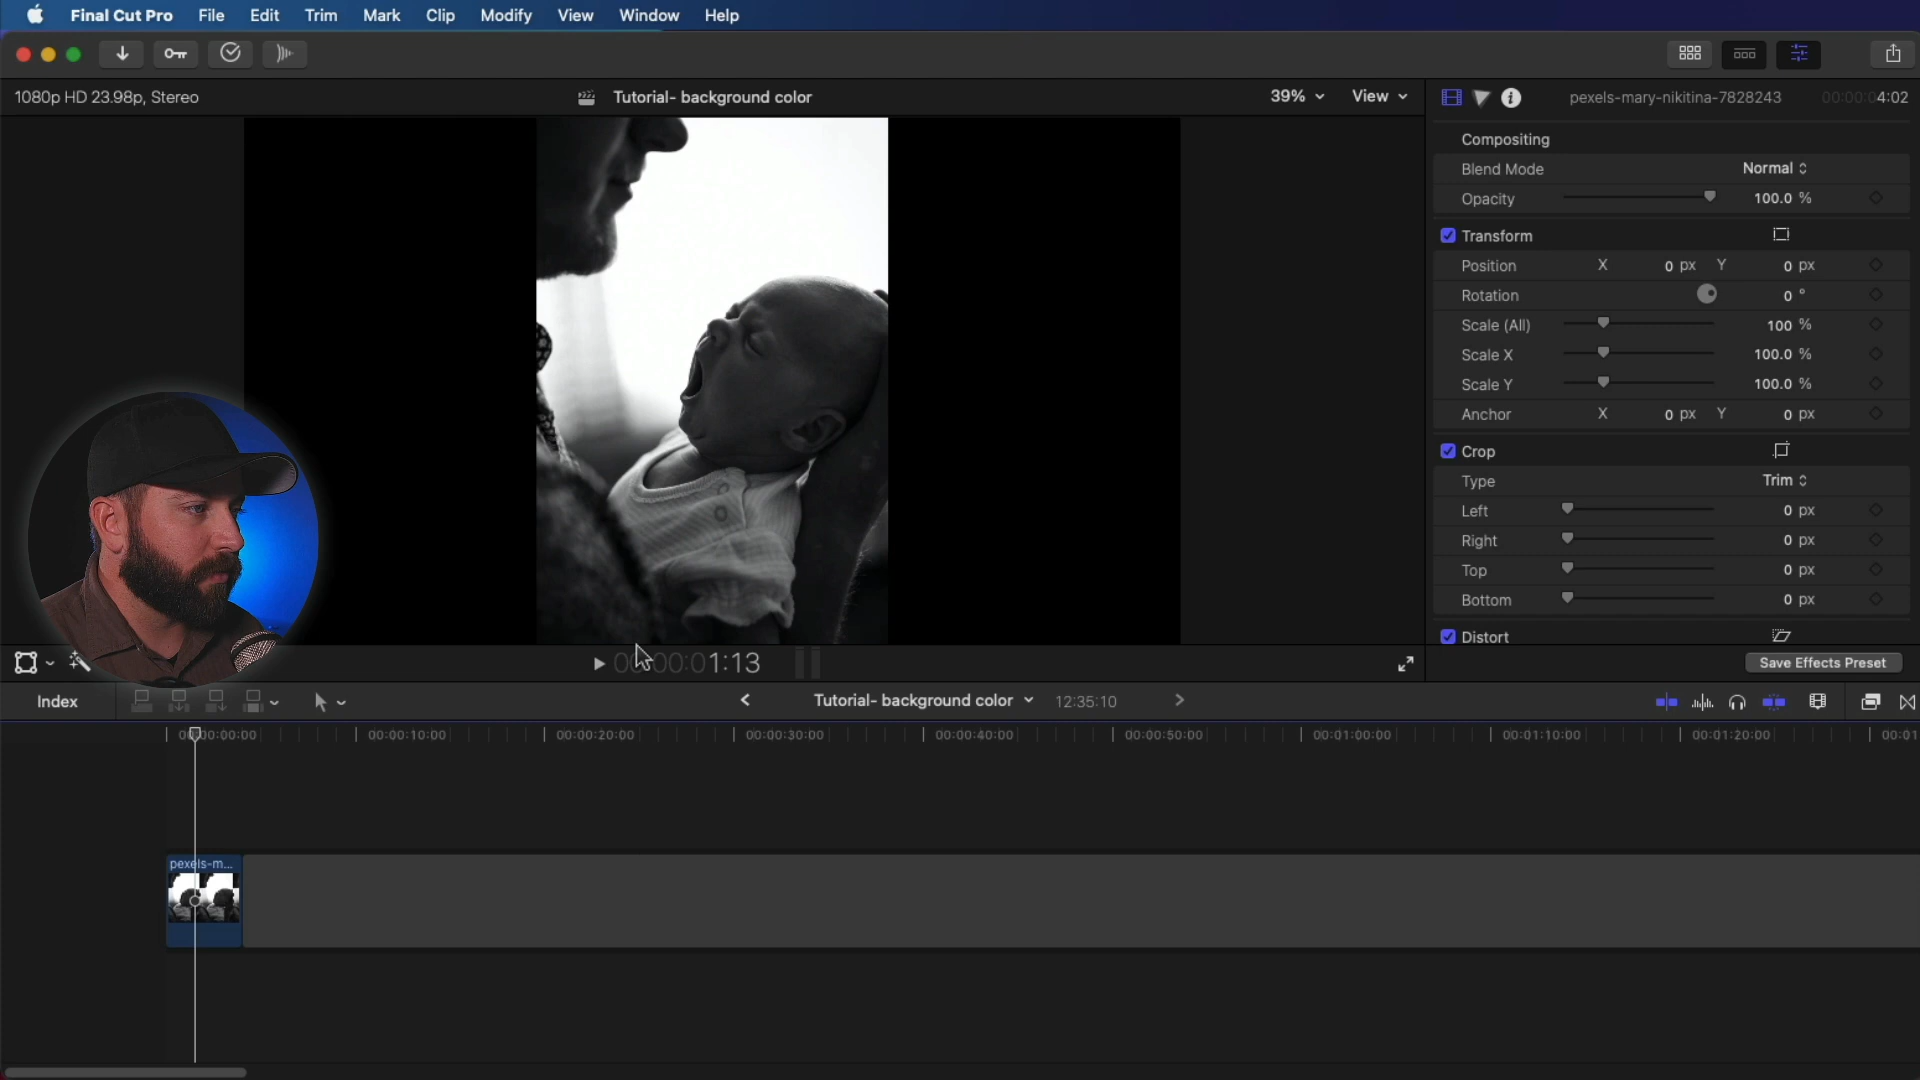 Final Cut Pro File Edit Trim Mark Clip Modify View Window Help
1080p HD 23.98p, Stereo
Tutorial- background color
39% View
pexels-mary-nikitina-7828243 00:00:04:02
Compositing
Blend Mode Normal
Opacity 100.0 %
Transform
Position X 0 px Y 0 px
Rotation 0 °
Scale (All) 100 %
Scale X 100.0 %
Scale Y 100.0 %
Anchor X 0 px Y 0 px
Crop
Type Trim
Left 0 px
Right 0 px
Top 0 px
Bottom 0 px
Distort
1:13
Save Effects Preset
Index
Tutorial- background color 12:35:10
00:00:10:00 00:00:20:00 00:00:30:00 00:00:40:00 00:00:50:00 00:01:00:00 00:01:10:00 00:01:20:00 00:01
pexels-m...